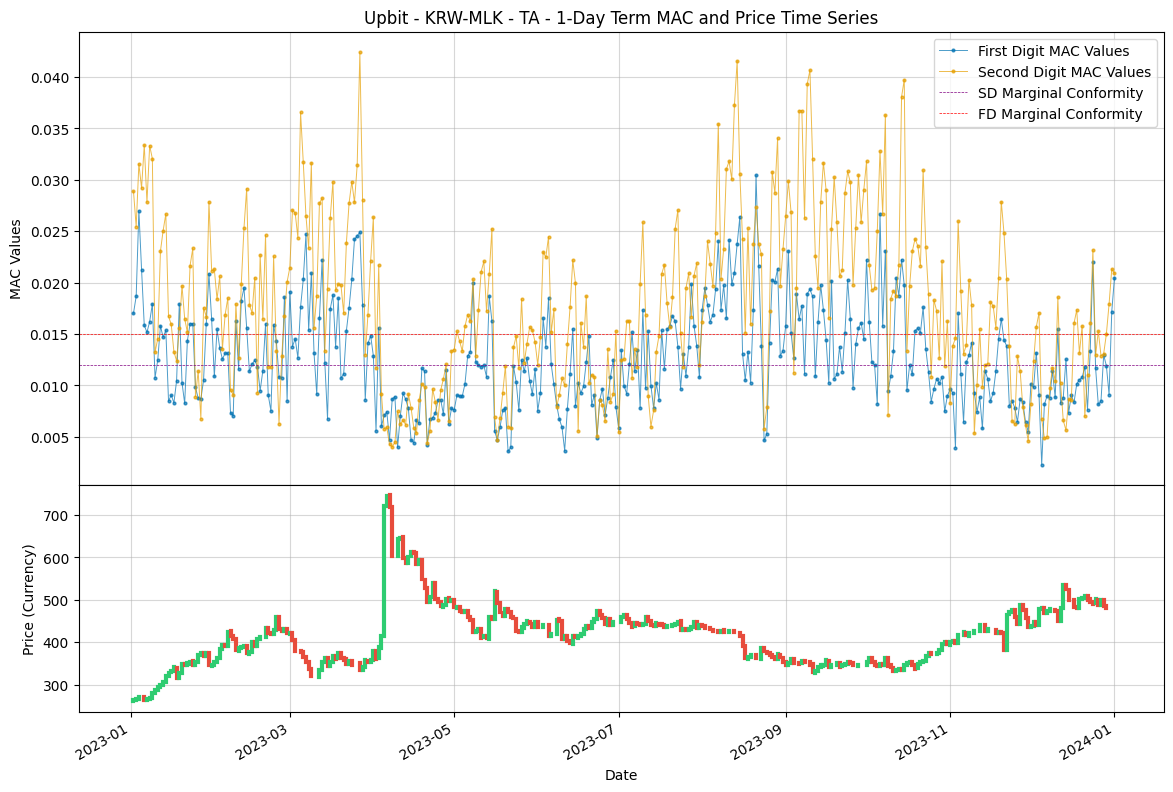 Upbit - KRW-MLK - TA - 1-Day Term MAC and Price Time Series
First Digit MAC Values
Second Digit MAC Values
SD Marginal Conformity
FD Marginal Conformity
MAC Values
0.040
0.035
0.030
0.025
0.020
0.015
0.010
0.005
Price (Currency)
700
600
500
400
300
2023-01
2023-03
2023-05
2023-07
2023-09
2023-11
2024-01
Date